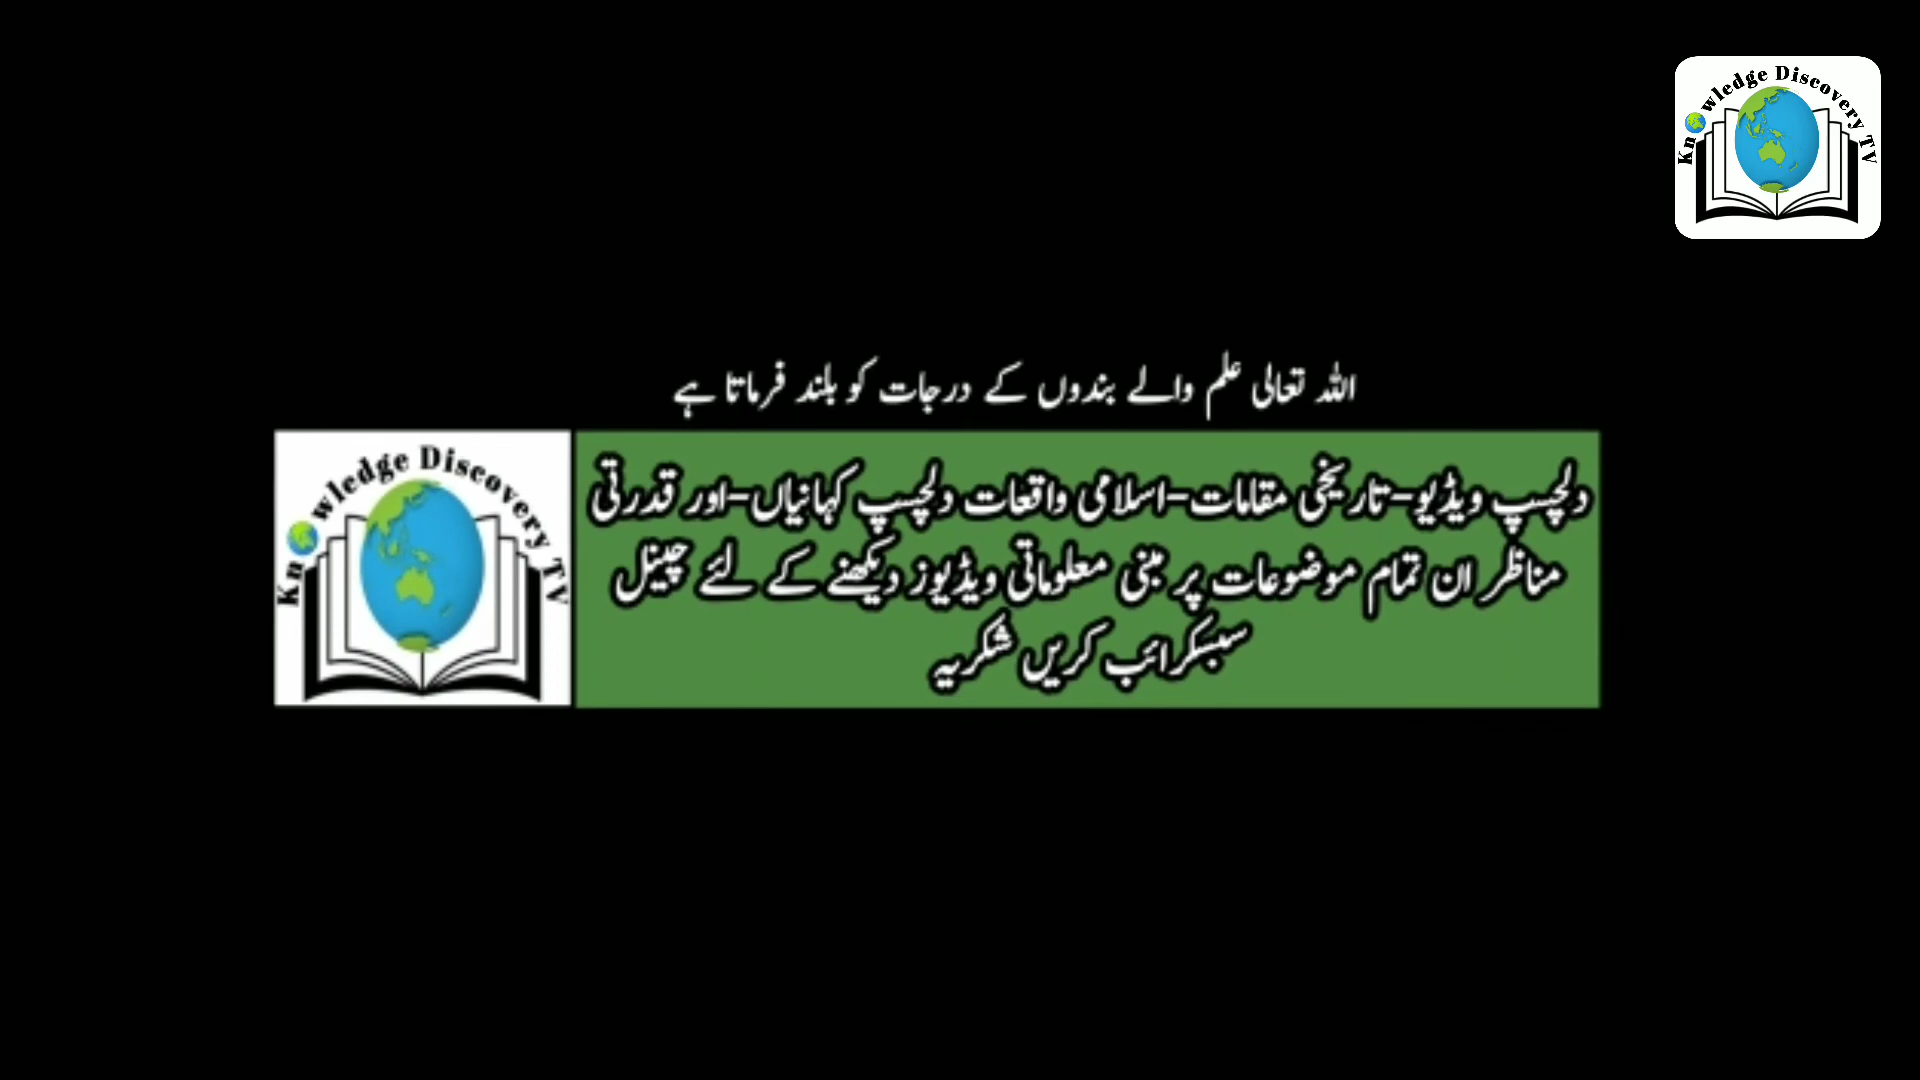 Knowledge Discovery TV
اللہ تعالی علم والے بندوں کے درجات کو بلند فرماتا ہے
Knowledge Discovery TV
دلچسپ ویڈیو-تاریخی مقامات-اسلامی واقعات دلچسپ کہانیاں-اور قدرتی
مناظر ان تمام موضوعات پر مبنی معلوماتی ویڈیوز دیکھنے کے لئے چینل
سبسکرائب کریں شکریہ